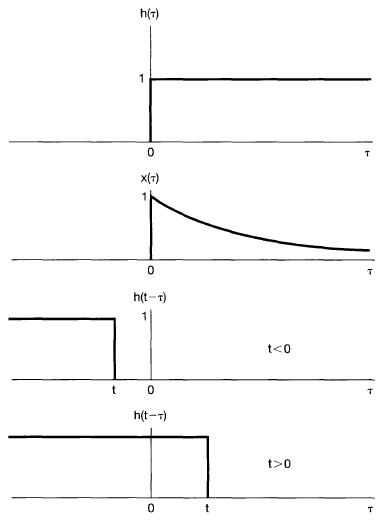 h(τ)
1
0 τ
x(τ)
1
0 τ
h(t−τ)
1
t<0
t 0 τ
h(t−τ)
t>0
0 t τ